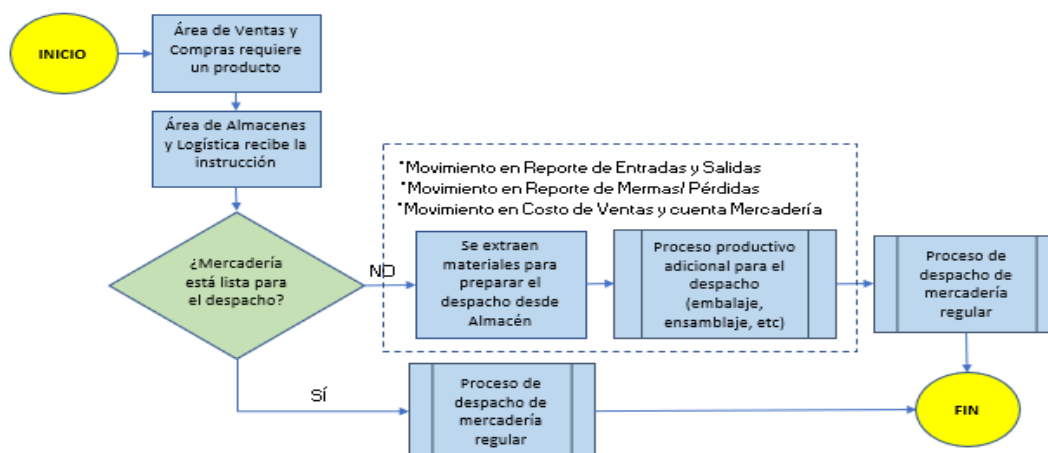 INICIO
Área de Ventas y
Compras requiere
un producto
Área de Almacenes
y Logística recibe la
instrucción
*Movimiento en Reporte de Entradas y Salidas
*Movimiento en Reporte de Mermas/ Pérdidas
*Movimiento en Costo de Ventas y cuenta Mercadería
¿Mercadería
está lista para
el despacho?
NO
Se extraen
materiales para
preparar el
despacho desde
Almacén
Proceso productivo
adicional para el
despacho
(embalaje,
ensamblaje, etc)
Proceso de
despacho de
mercadería
regular
SÍ
Proceso de
despacho de
mercadería
regular
FIN